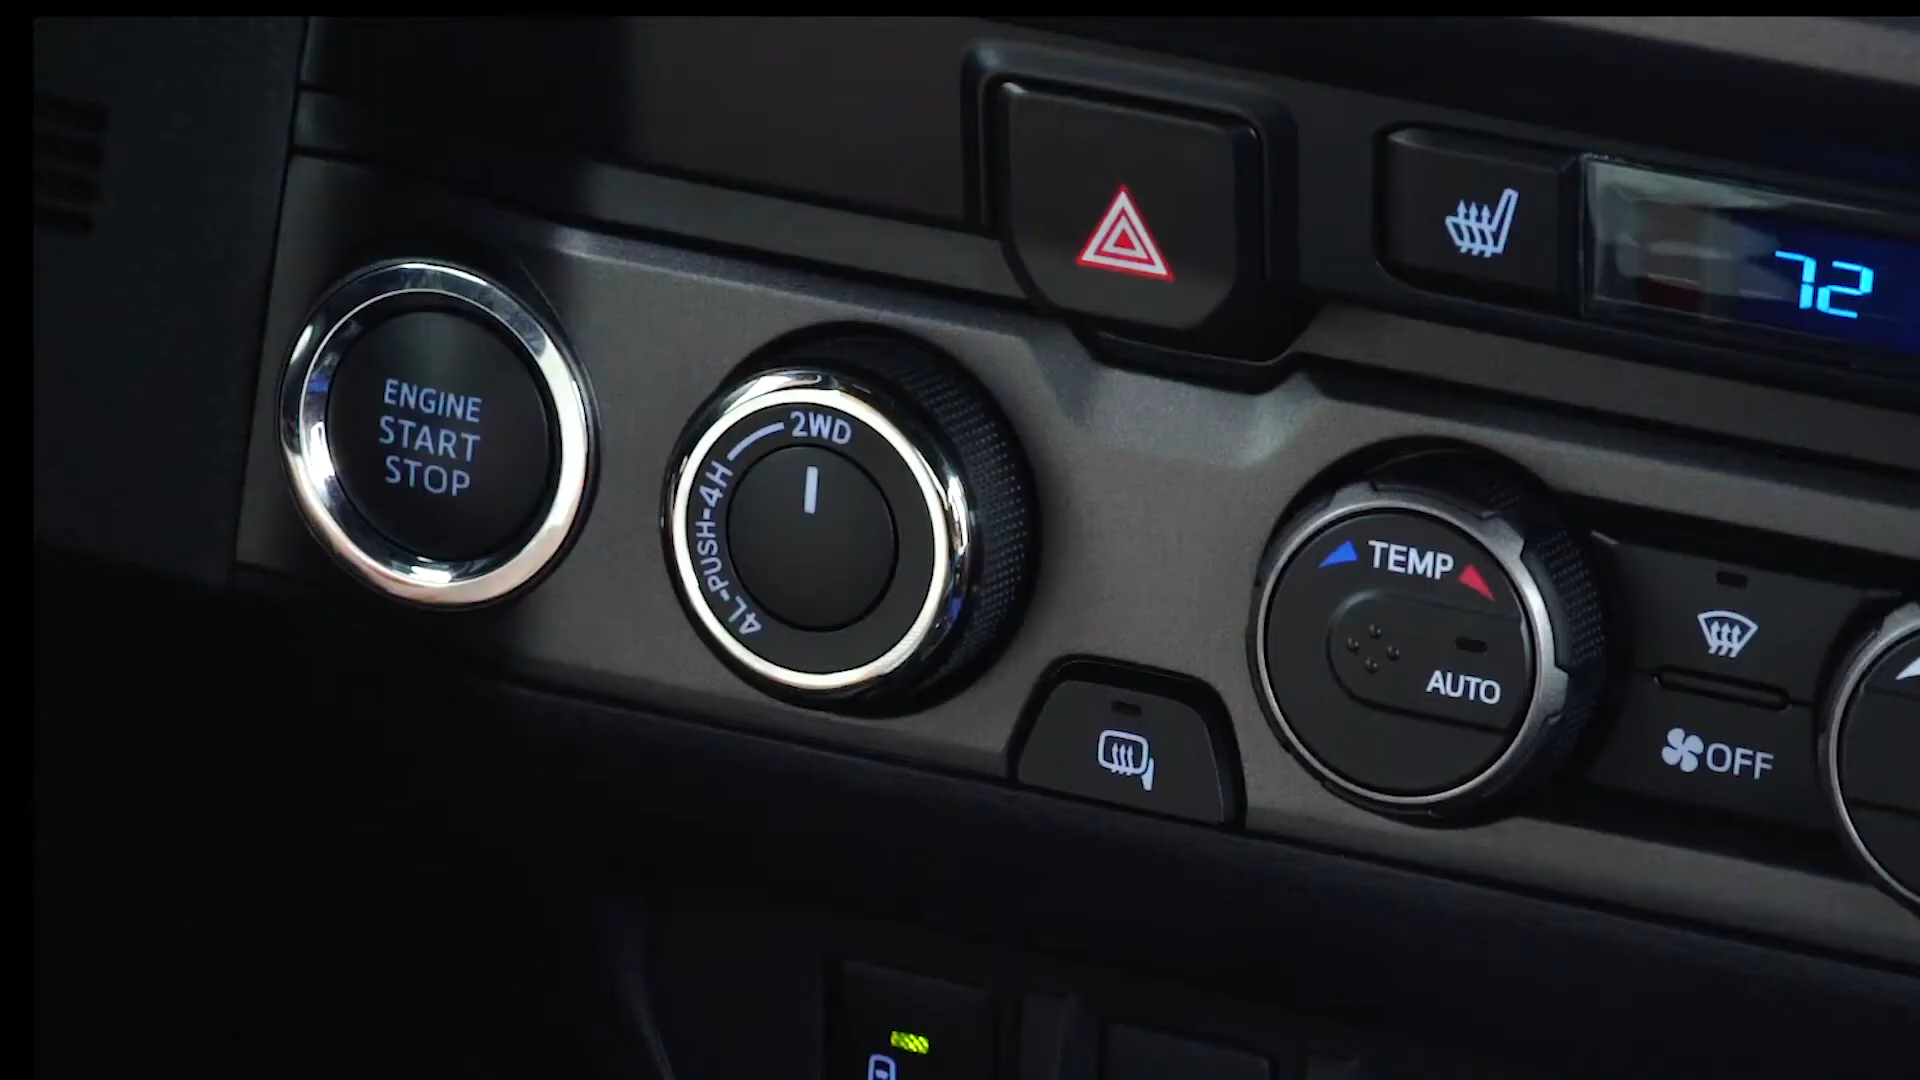 72
ENGINE
START
STOP
2WD
4L-PUSH-4H
TEMP
AUTO
OFF